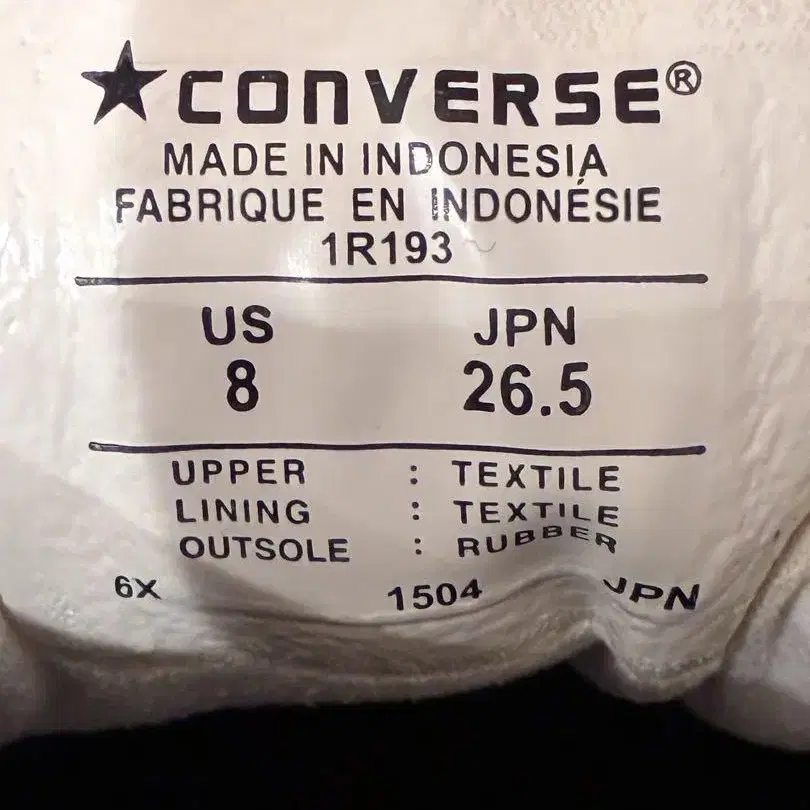 ★CONVERSE®
MADE IN INDONESIA
FABRIQUE EN INDONÉSIE
1R193
US JPN
8 26.5
UPPER : TEXTILE
LINING : TEXTILE
OUTSOLE : RUBBER
6X 1504 JPN